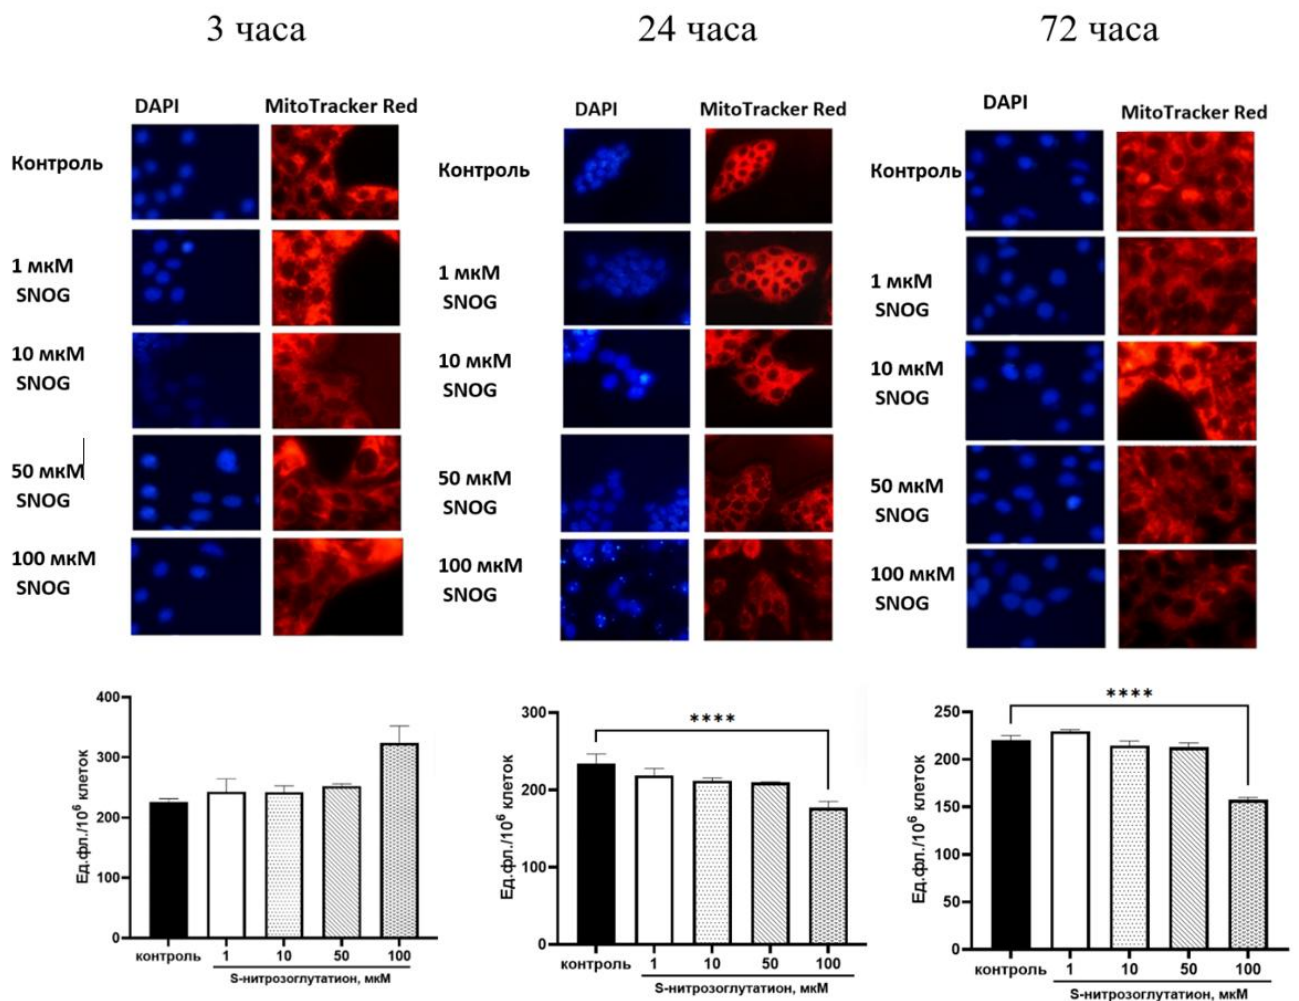 3 часа
24 часа
72 часа
DAPI
MitoTracker Red
Контроль
1 мкМ
SNOG
10 мкМ
SNOG
50 мкМ
SNOG
100 мкМ
SNOG
DAPI
MitoTracker Red
Контроль
1 мкМ
SNOG
10 мкМ
SNOG
50 мкМ
SNOG
100 мкМ
SNOG
DAPI
MitoTracker Red
Контроль
1 мкМ
SNOG
10 мкМ
SNOG
50 мкМ
SNOG
100 мкМ
SNOG
Ед.фл./10⁶ клеток
400
300
200
100
0
контроль 1 10 50 100
S-нитрозоглутатион, мкМ
Ед.фл./10⁶ клеток
300
200
100
0
****
контроль 1 10 50 100
S-нитрозоглутатион, мкМ
Ед.фл./10⁶ клеток
250
200
150
100
50
0
****
контроль 1 10 50 100
S-нитрозоглутатион, мкМ